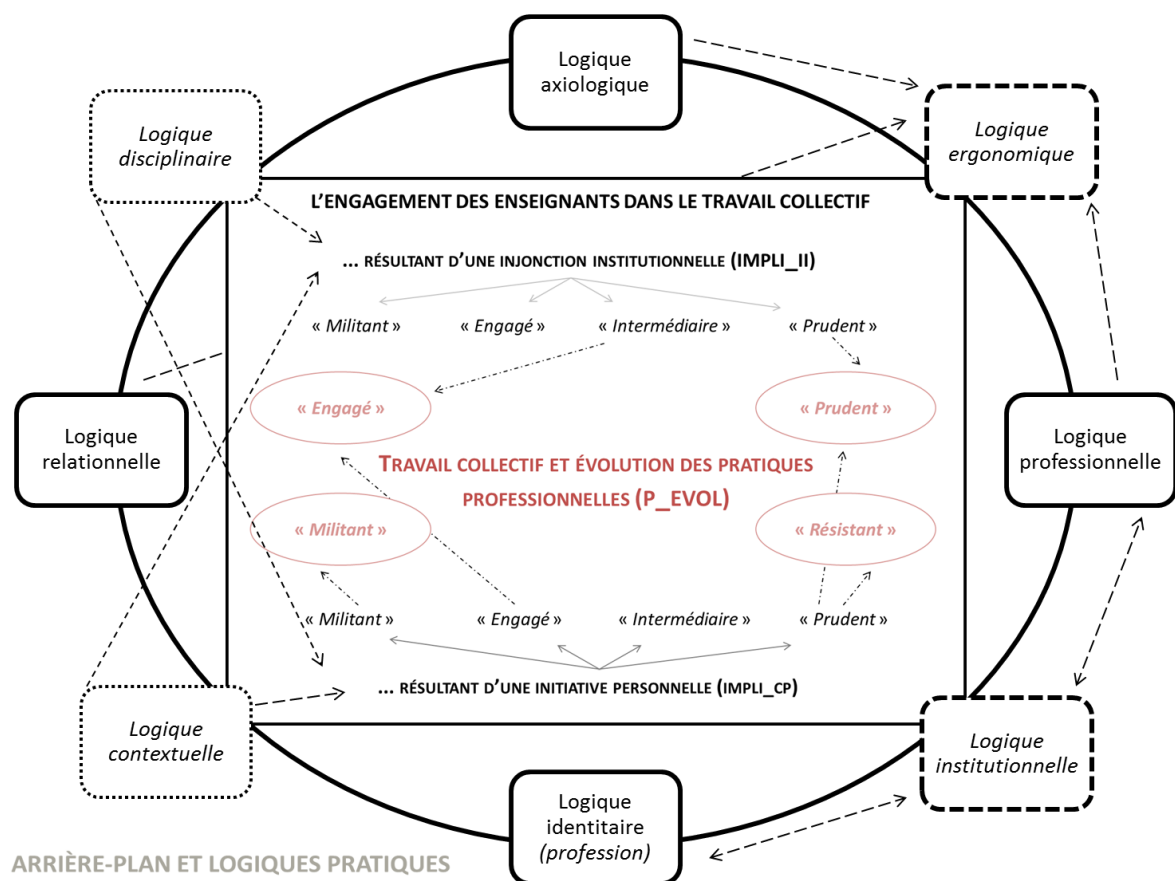 Logique
axiologique
Logique
disciplinaire
Logique
ergonomique
L’ENGAGEMENT DES ENSEIGNANTS DANS LE TRAVAIL COLLECTIF
... RÉSULTANT D’UNE INJONCTION INSTITUTIONNELLE (IMPLI_II)
« Militant » « Engagé » « Intermédiaire » « Prudent »
« Engagé » « Prudent »
Logique
relationnelle
Logique
professionnelle
TRAVAIL COLLECTIF ET ÉVOLUTION DES PRATIQUES
PROFESSIONNELLES (P_EVOL)
« Militant » « Résistant »
« Militant » « Engagé » « Intermédiaire » « Prudent »
... RÉSULTANT D’UNE INITIATIVE PERSONNELLE (IMPLI_CP)
Logique
contextuelle
Logique
institutionnelle
Logique
identitaire
(profession)
ARRIÈRE-PLAN ET LOGIQUES PRATIQUES